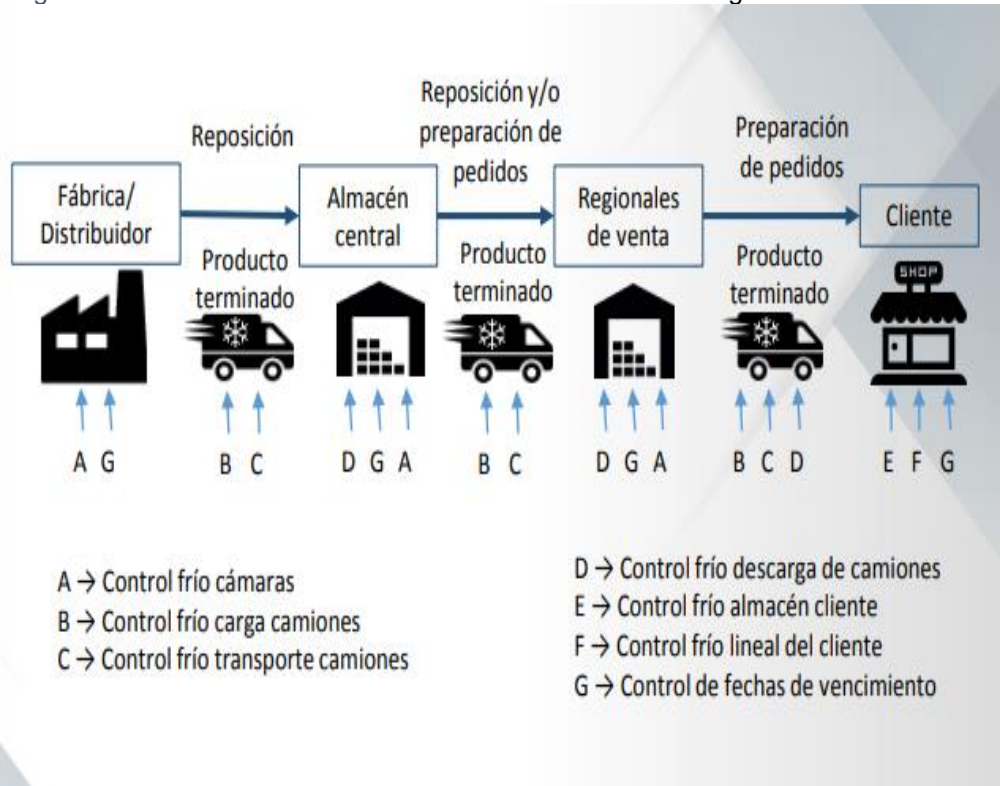 Reposición
Reposición y/o
preparación de
pedidos
Preparación
de pedidos
Fábrica/
Distribuidor
Almacén
central
Regionales
de venta
Cliente
Producto
terminado
Producto
terminado
Producto
terminado
SHOP
A G
B C
D G A
B C
D G A
B C D
E F G
A → Control frío cámaras
B → Control frío carga camiones
C → Control frío transporte camiones
D → Control frío descarga de camiones
E → Control frío almacén cliente
F → Control frío lineal del cliente
G → Control de fechas de vencimiento